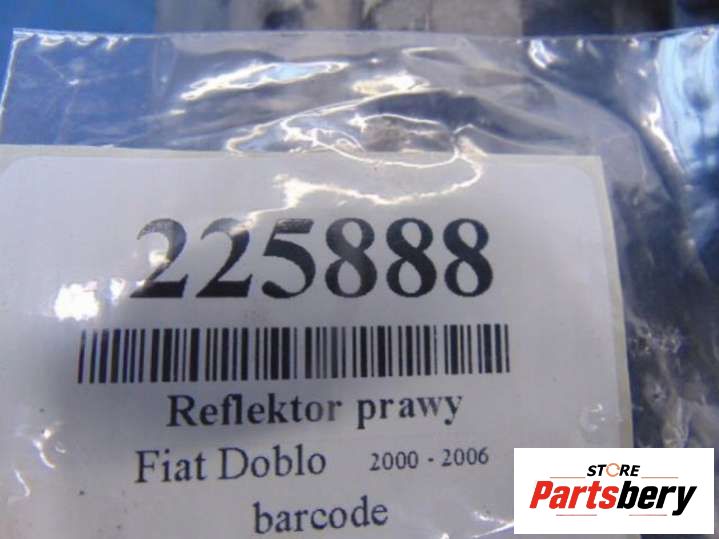 225888
Reflektor prawy
Fiat Doblo 2000 - 2006
barcode
STORE
Partsbery